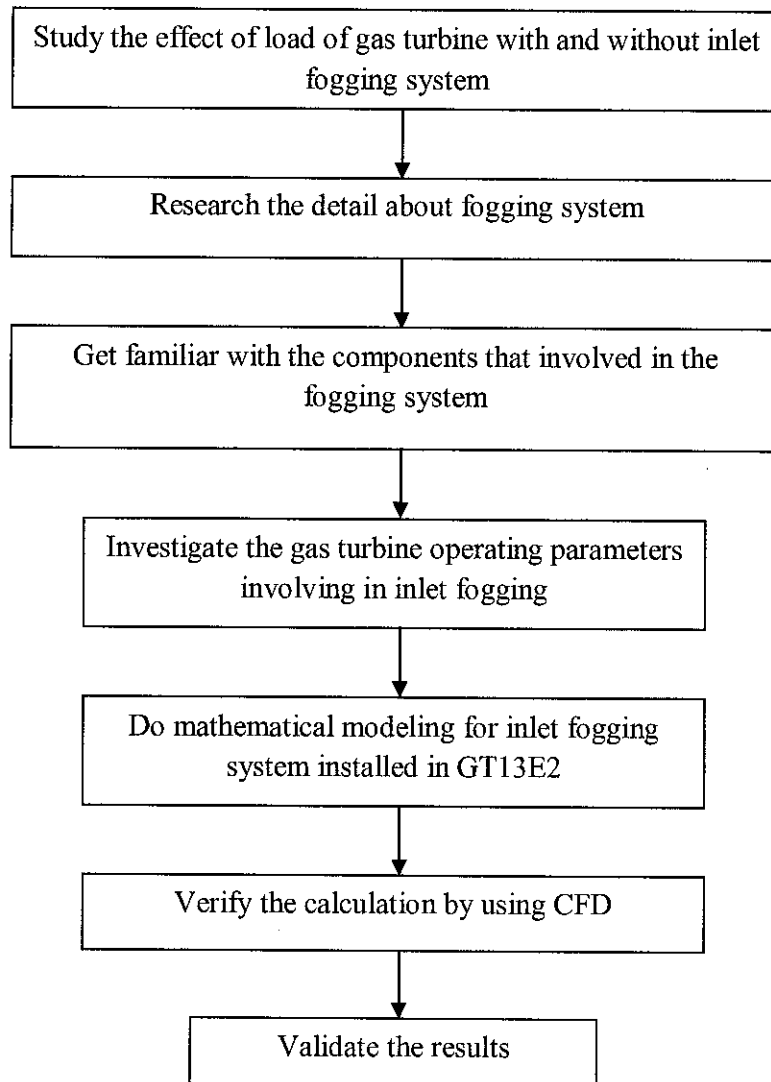 Study the effect of load of gas turbine with and without inlet
fogging system
Research the detail about fogging system
Get familiar with the components that involved in the
fogging system
Investigate the gas turbine operating parameters
involving in inlet fogging
Do mathematical modeling for inlet fogging
system installed in GT13E2
Verify the calculation by using CFD
Validate the results